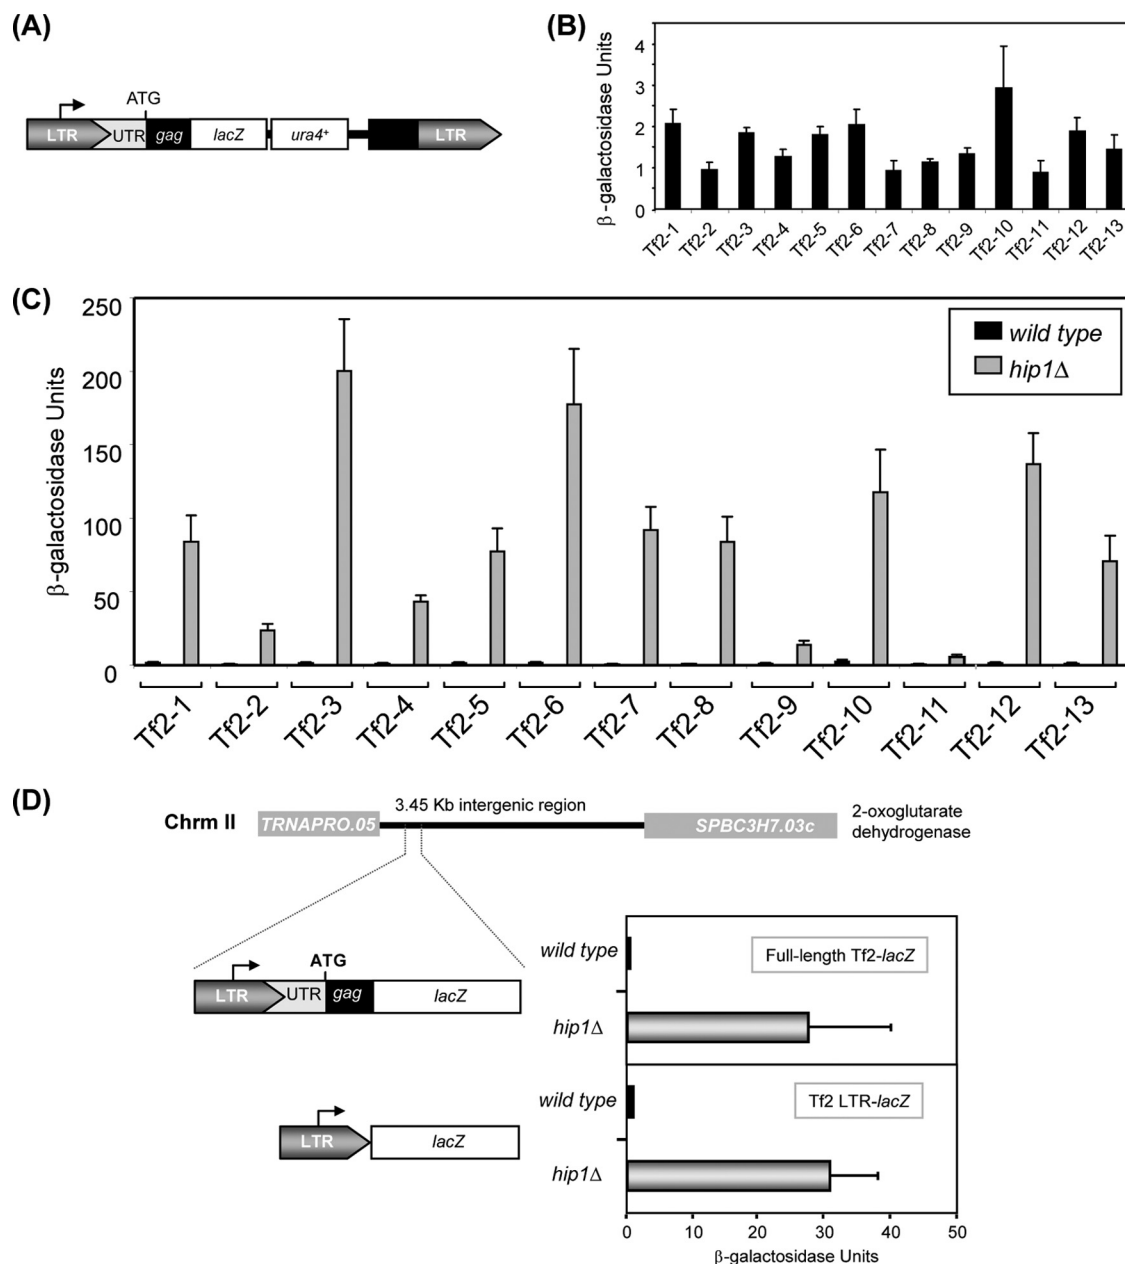 (A)
ATG
LTR UTR gag lacZ ura4+ LTR
(B)
β-galactosidase Units
4
3
2
1
0
Tf2-1 Tf2-2 Tf2-3 Tf2-4 Tf2-5 Tf2-6 Tf2-7 Tf2-8 Tf2-9 Tf2-10 Tf2-11 Tf2-12 Tf2-13
(C)
β-galactosidase Units
250
200
150
100
50
0
wild type
hip1Δ
Tf2-1 Tf2-2 Tf2-3 Tf2-4 Tf2-5 Tf2-6 Tf2-7 Tf2-8 Tf2-9 Tf2-10 Tf2-11 Tf2-12 Tf2-13
(D)
3.45 Kb intergenic region
Chrm II TRNAPRO.05 SPBC3H7.03c 2-oxoglutarate
dehydrogenase
ATG
LTR UTR gag lacZ
wild type Full-length Tf2-lacZ
hip1Δ
LTR lacZ
wild type Tf2 LTR-lacZ
hip1Δ
0 10 20 30 40 50
β-galactosidase Units